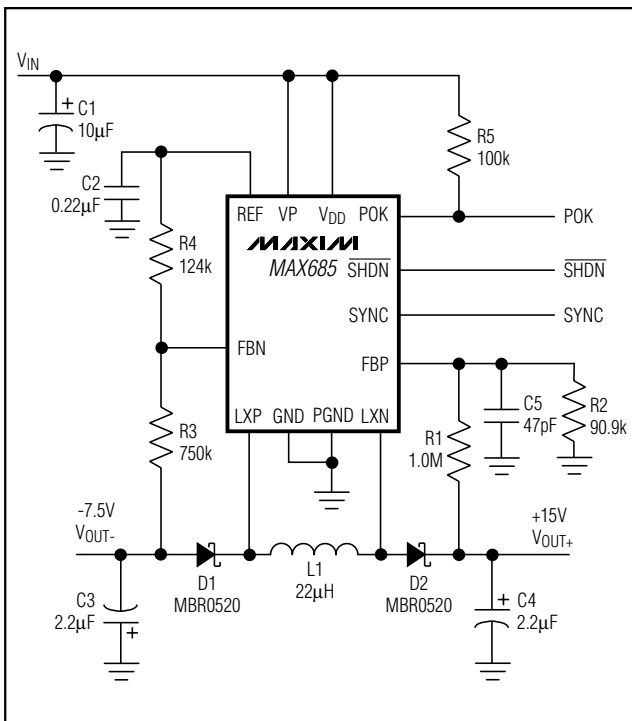 VIN
+ C1
10μF
R5
100k
C2
0.22μF
REF VP VDD POK
POK
R4
124k
MAXIM
MAX685
SHDN
SHDN
SYNC
SYNC
FBN
FBP
R3
750k
LXP GND PGND LXN
R1
1.0M
C5
47pF
R2
90.9k
-7.5V
VOUT-
+15V
VOUT+
D1
MBR0520
L1
22μH
D2
MBR0520
C3
2.2μF
+
+ C4
2.2μF